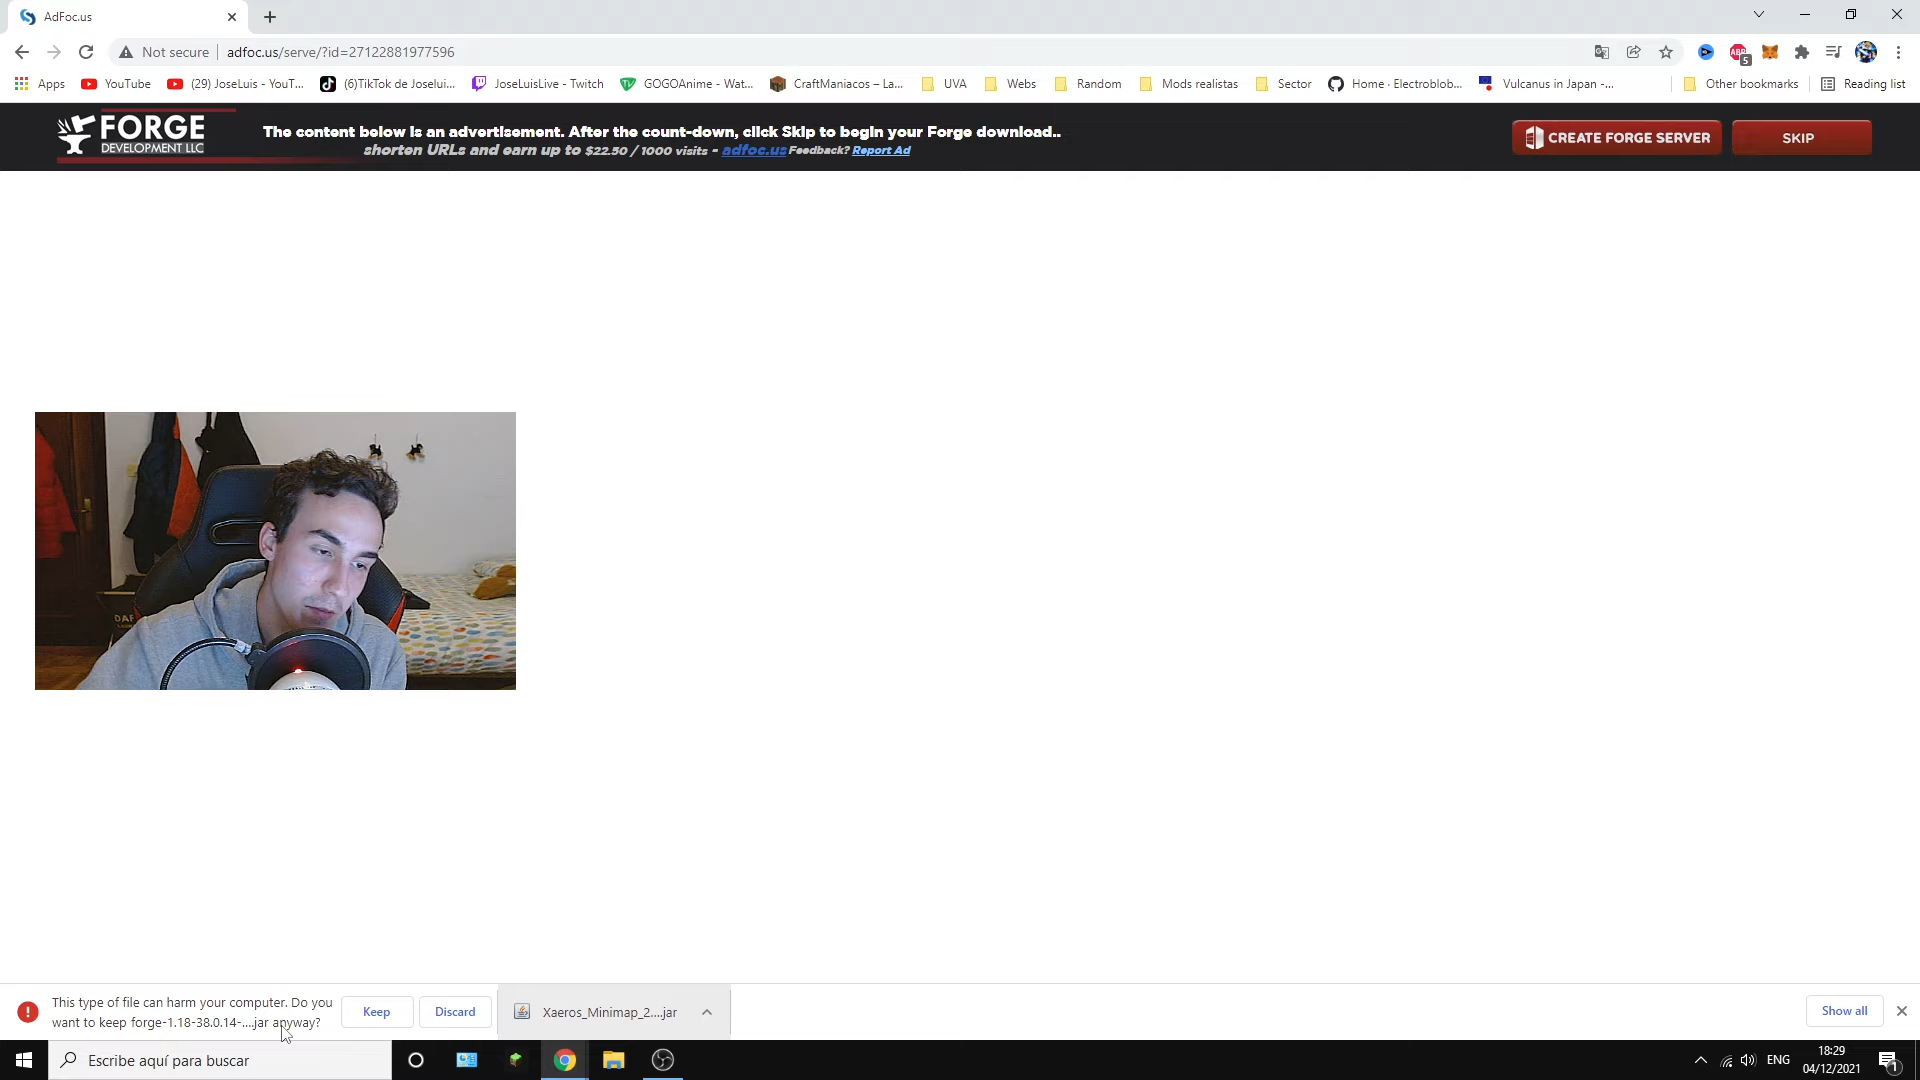 AdFoc.us
Not secure adfoc.us/serve/?id=27122881977596
Apps YouTube (29) JoseLuis - YouT... (6)TikTok de Joselui... JoseLuisLive - Twitch GOGOAnime - Wat... CraftManiacos – La... UVA Webs Random Mods realistas Sector Home · Electroblob... Vulcanus in Japan -... Other bookmarks Reading list
ABP
5
FORGE
DEVELOPMENT LLC
The content below is an advertisement. After the count-down, click Skip to begin your Forge download..
shorten URLs and earn up to $22.50 / 1000 visits - adfoc.us Feedback? Report Ad
CREATE FORGE SERVER
SKIP
This type of file can harm your computer. Do you
want to keep forge-1.18-38.0.14-....jar anyway?
Keep
Discard
Xaeros_Minimap_2....jar
Show all
Escribe aquí para buscar
ENG
18:29
04/12/2021
1